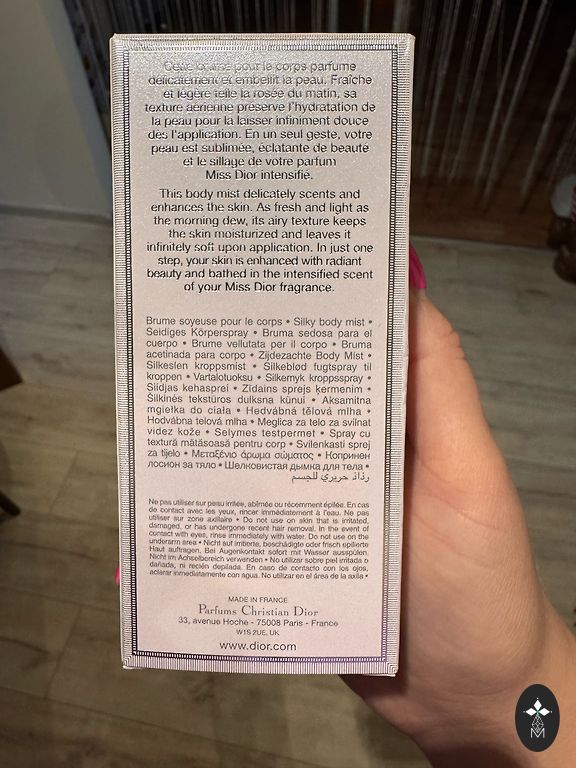 Cette brume pour le corps parfume
délicatement et embellit la peau. Fraîche
et légère telle la rosée du matin, sa
texture aérienne préserve l'hydratation de
la peau pour la laisser infiniment douce
dès l'application. En un seul geste, votre
peau est sublimée, éclatante de beauté
et le sillage de votre parfum
Miss Dior intensifié.
This body mist delicately scents and
enhances the skin. As fresh and light as
the morning dew, its airy texture keeps
the skin moisturized and leaves it
infinitely soft upon application. In just one
step, your skin is enhanced with radiant
beauty and bathed in the intensified scent
of your Miss Dior fragrance.
Brume soyeuse pour le corps • Silky body mist •
Seidiges Körperspray • Bruma sedosa para el
cuerpo • Brume vellutata per il corpo • Bruma
acetinada para corpo • Zijdezachte Body Mist •
Silkeslen kroppsmist • Silkeblød fugtspray til
kroppen • Vartalotuoksu • Silkemyk kroppsspray •
Siidjas kehasprei • Zīdains sprejs ķermenim •
Šilkinės tekstūros dulksna kūnui • Aksamitna
mgiełka do ciała • Hedvábná tělová mlha •
Hodvábna telová mlha • Meglica za telo za svilnat
videz kože • Selymes testpermet • Spray cu
textură mătăsoasă pentru corp • Svilenkasti sprej
za tijelo • Μεταξένιο άρωμα σώματος • Копринен
лосион за тяло • Шелковистая дымка для тела •
رذاذ حريري للجسم
Ne pas utiliser sur peau irritée, abîmée ou récemment épilée. En cas
de contact avec les yeux, rincer immédiatement à l'eau. Ne pas
utiliser sur zone axillaire • Do not use on skin that is irritated,
damaged, or has undergone recent hair removal. In the event of
contact with eyes, rinse immediately with water. Do not use on the
underarm area • Nicht auf irritierte, beschädigte oder frisch epilierte
Haut auftragen. Bei Augenkontakt sofort mit Wasser ausspülen.
Nicht im Achselbereich verwenden • No utilizar sobre piel irritada o
dañada, ni recién depilada. En caso de contacto con los ojos,
aclarar inmediatamente con agua. No utilizar en el área de la axila •
MADE IN FRANCE
Parfums Christian Dior
33, avenue Hoche - 75008 Paris - France
W1S 2UE, UK
www.dior.com
M